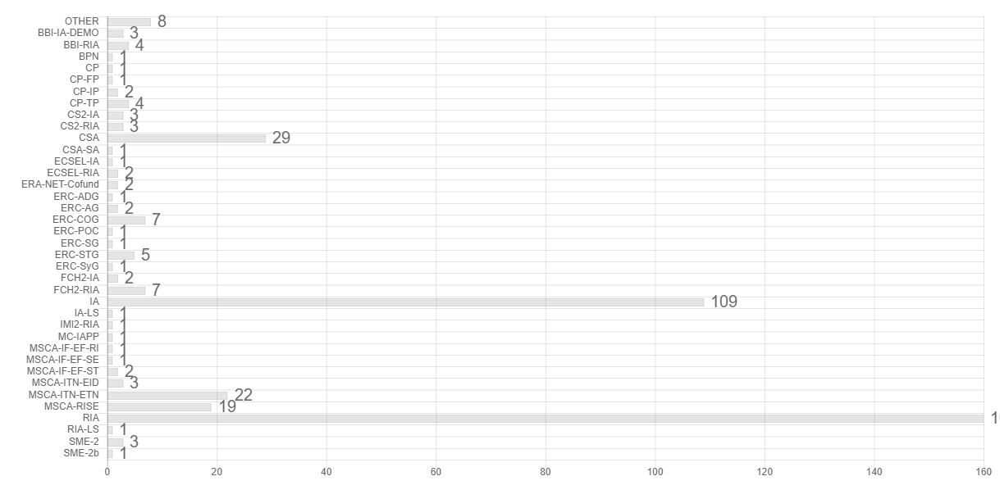 OTHER 8
BBI-IA-DEMO 3
BBI-RIA 4
BPN 1
CP 1
CP-FP 1
CP-IP 2
CP-TP 4
CS2-IA 3
CS2-RIA 3
CSA 29
CSA-SA 1
ECSEL-IA 1
ECSEL-RIA 2
ERA-NET-Cofund 2
ERC-ADG 1
ERC-AG 2
ERC-COG 7
ERC-POC 1
ERC-SG 1
ERC-STG 5
ERC-SyG 1
FCH2-IA 2
FCH2-RIA 7
IA 109
IA-LS 1
IMI2-RIA 1
MC-IAPP 1
MSCA-IF-EF-RI 1
MSCA-IF-EF-SE 1
MSCA-IF-EF-ST 2
MSCA-ITN-EID 3
MSCA-ITN-ETN 22
MSCA-RISE 19
RIA
RIA-LS 1
SME-2 3
SME-2b 1
0 20 40 60 80 100 120 140 160